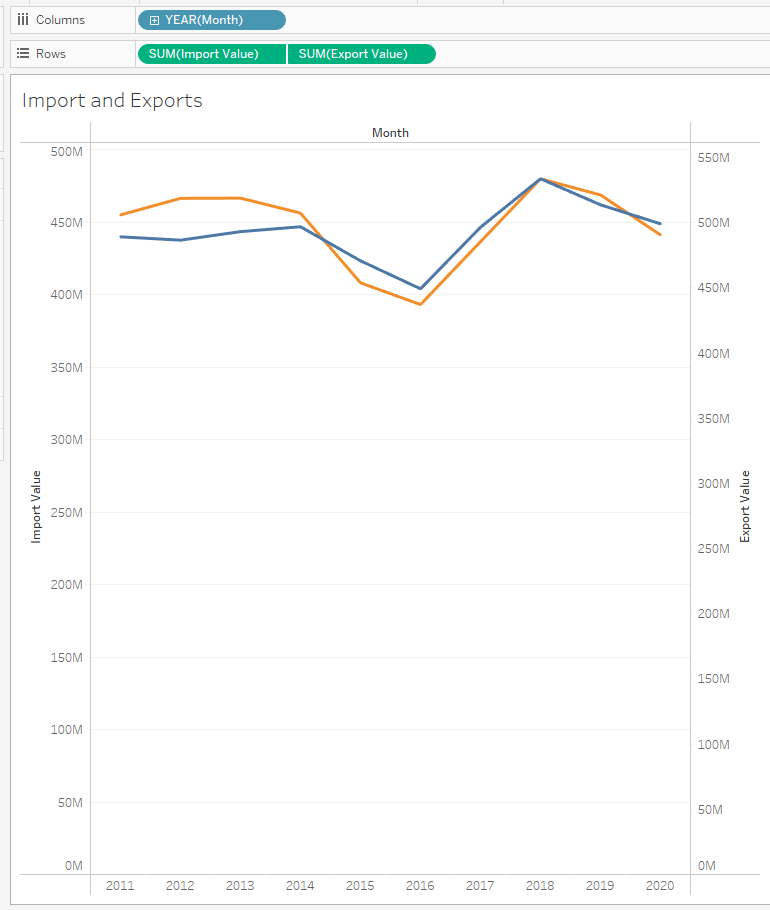 Columns
YEAR(Month)
Rows
SUM(Import Value)
SUM(Export Value)
Import and Exports
Month
500M
450M
400M
350M
300M
250M
200M
150M
100M
50M
0M
Import Value
550M
500M
450M
400M
350M
300M
250M
200M
150M
100M
50M
0M
Export Value
2011 2012 2013 2014 2015 2016 2017 2018 2019 2020